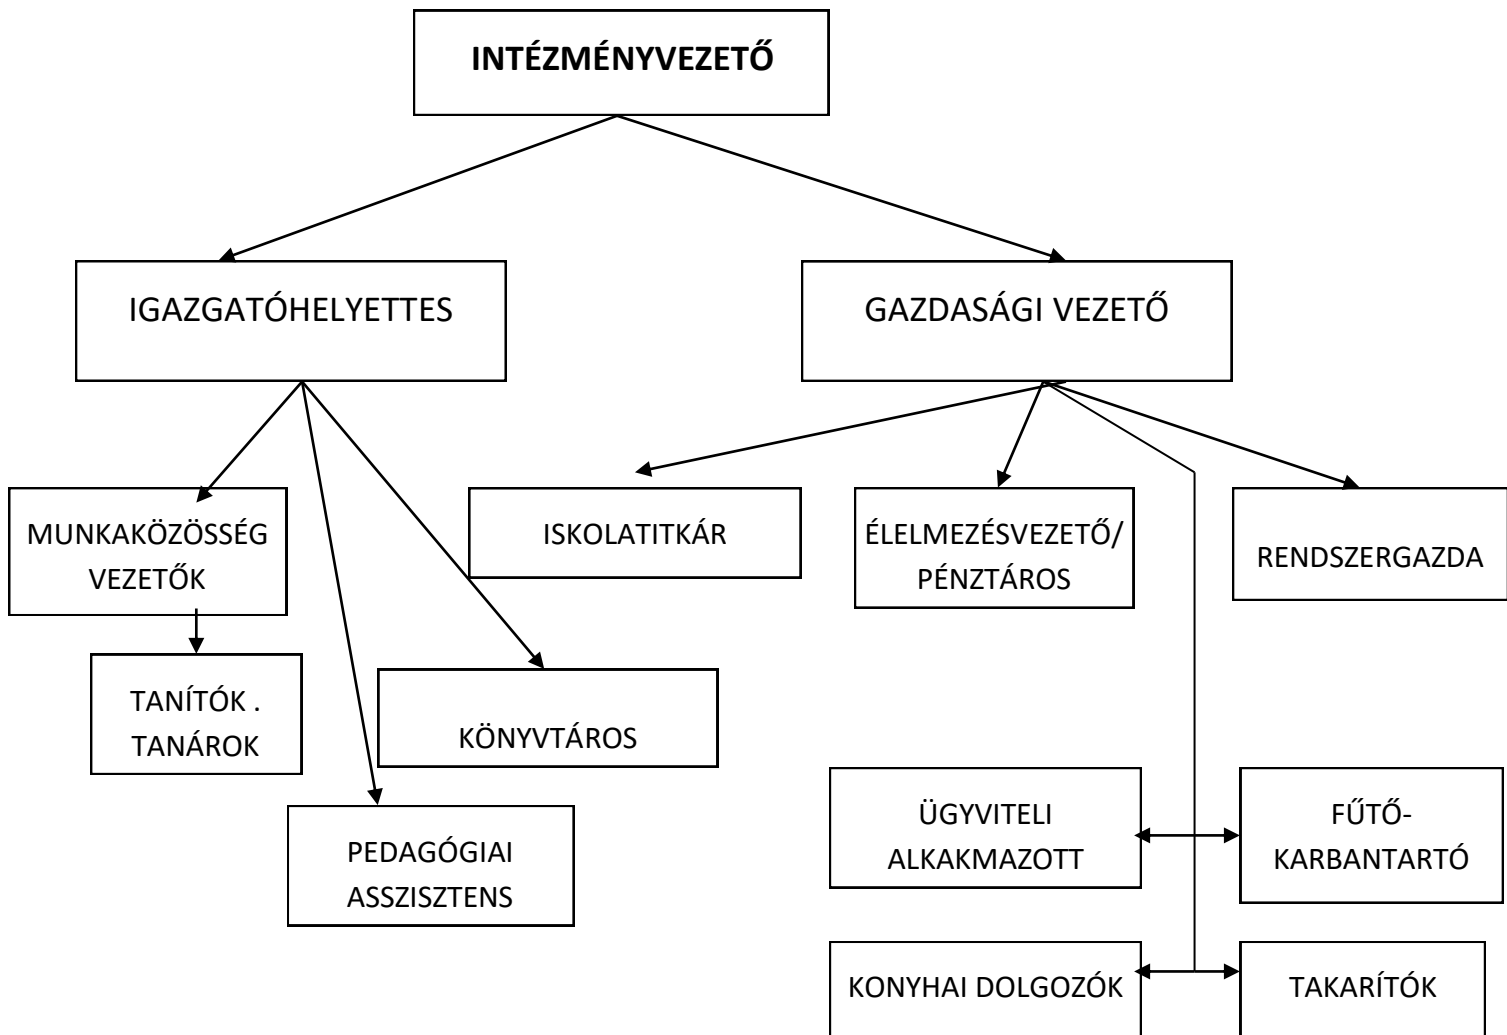 INTÉZMÉNYVEZETŐ
IGAZGATÓHELYETTES
GAZDASÁGI VEZETŐ
MUNKAKÖZÖSSÉG
VEZETŐK
ISKOLATITKÁR
ÉLELMEZÉSVEZETŐ/
PÉNZTÁROS
RENDSZERGAZDA
TANÍTÓK .
TANÁROK
KÖNYVTÁROS
PEDAGÓGIAI
ASSZISZTENS
ÜGYVITELI
ALKAKMAZOTT
FŰTŐ-
KARBANTARTÓ
KONYHAI DOLGOZÓK
TAKARÍTÓK